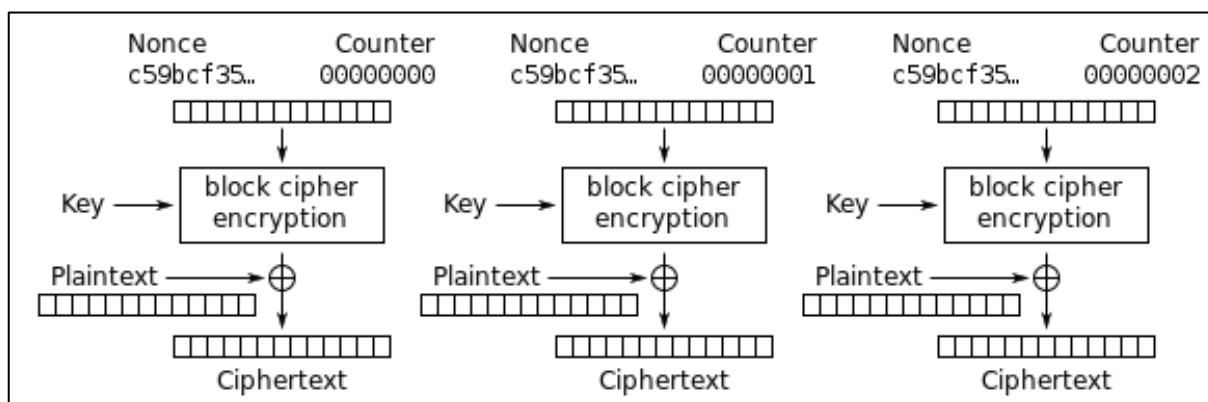 Nonce Counter Nonce Counter Nonce Counter
c59bcf35… 00000000 c59bcf35… 00000001 c59bcf35… 00000002
block cipher block cipher block cipher
Key encryption Key encryption Key encryption
Plaintext Plaintext Plaintext
Ciphertext Ciphertext Ciphertext